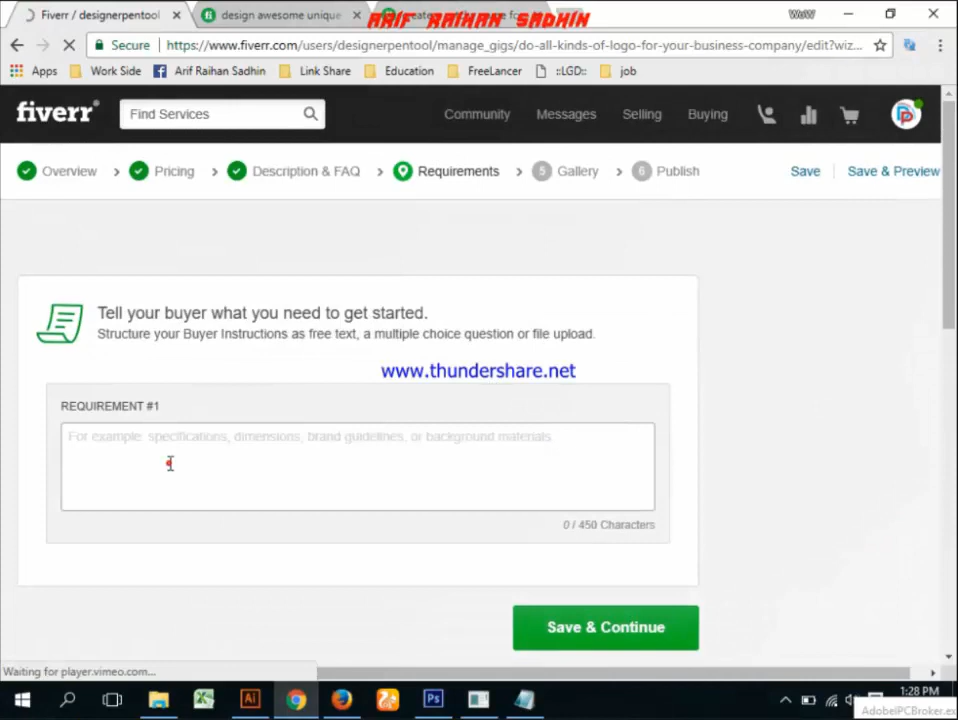 Fiverr / designerpentool
design awesome unique
ARIF RAIHAN SADHIN
WoW
Secure
https://www.fiverr.com/users/designerpentool/manage_gigs/do-all-kinds-of-logo-for-your-business-company/edit?wiz...
Apps Work Side Arif Raihan Sadhin Link Share Education FreeLancer ::LGD:: job
fiverr®
Find Services
Community Messages Selling Buying
Overview > Pricing > Description & FAQ > Requirements > 5 Gallery > 6 Publish
Save Save & Preview
Tell your buyer what you need to get started.
Structure your Buyer Instructions as free text, a multiple choice question or file upload.
www.thundershare.net
REQUIREMENT #1
For example: specifications, dimensions, brand guidelines, or background materials.
0 / 450 Characters
Save & Continue
Waiting for player.vimeo.com...
Ai
Ps
1:28 PM
AdobeIPCBroker.ex